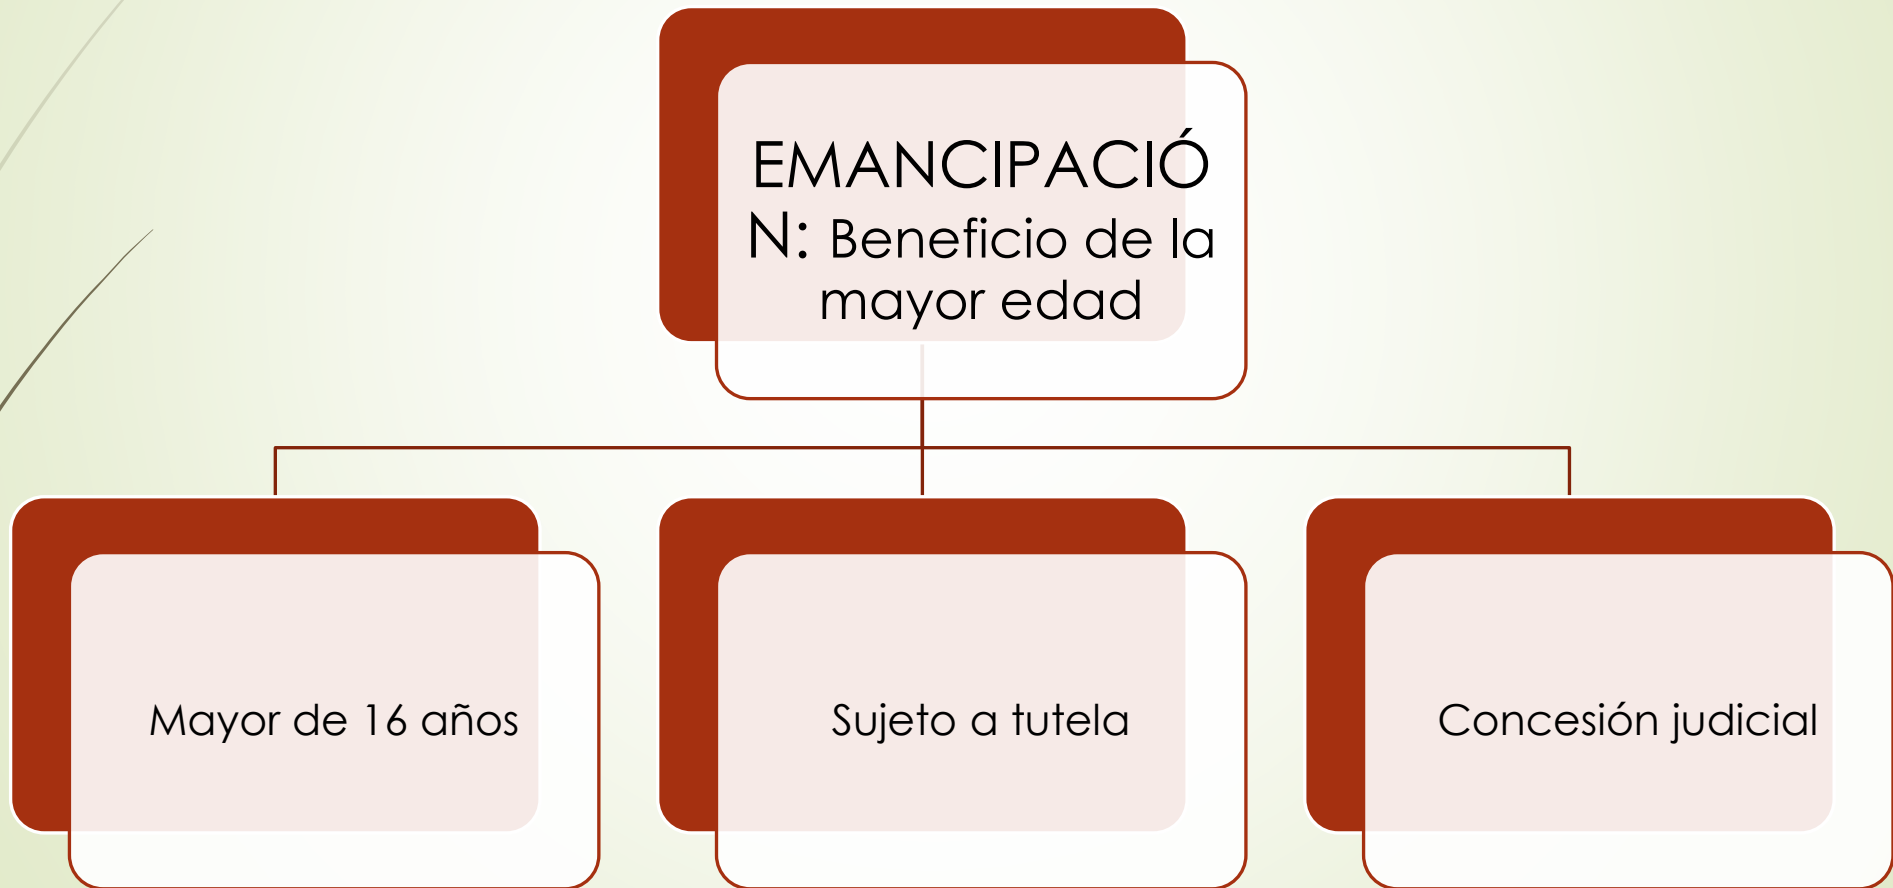 EMANCIPACIÓ
N: Beneficio de la
mayor edad
Mayor de 16 años
Sujeto a tutela
Concesión judicial